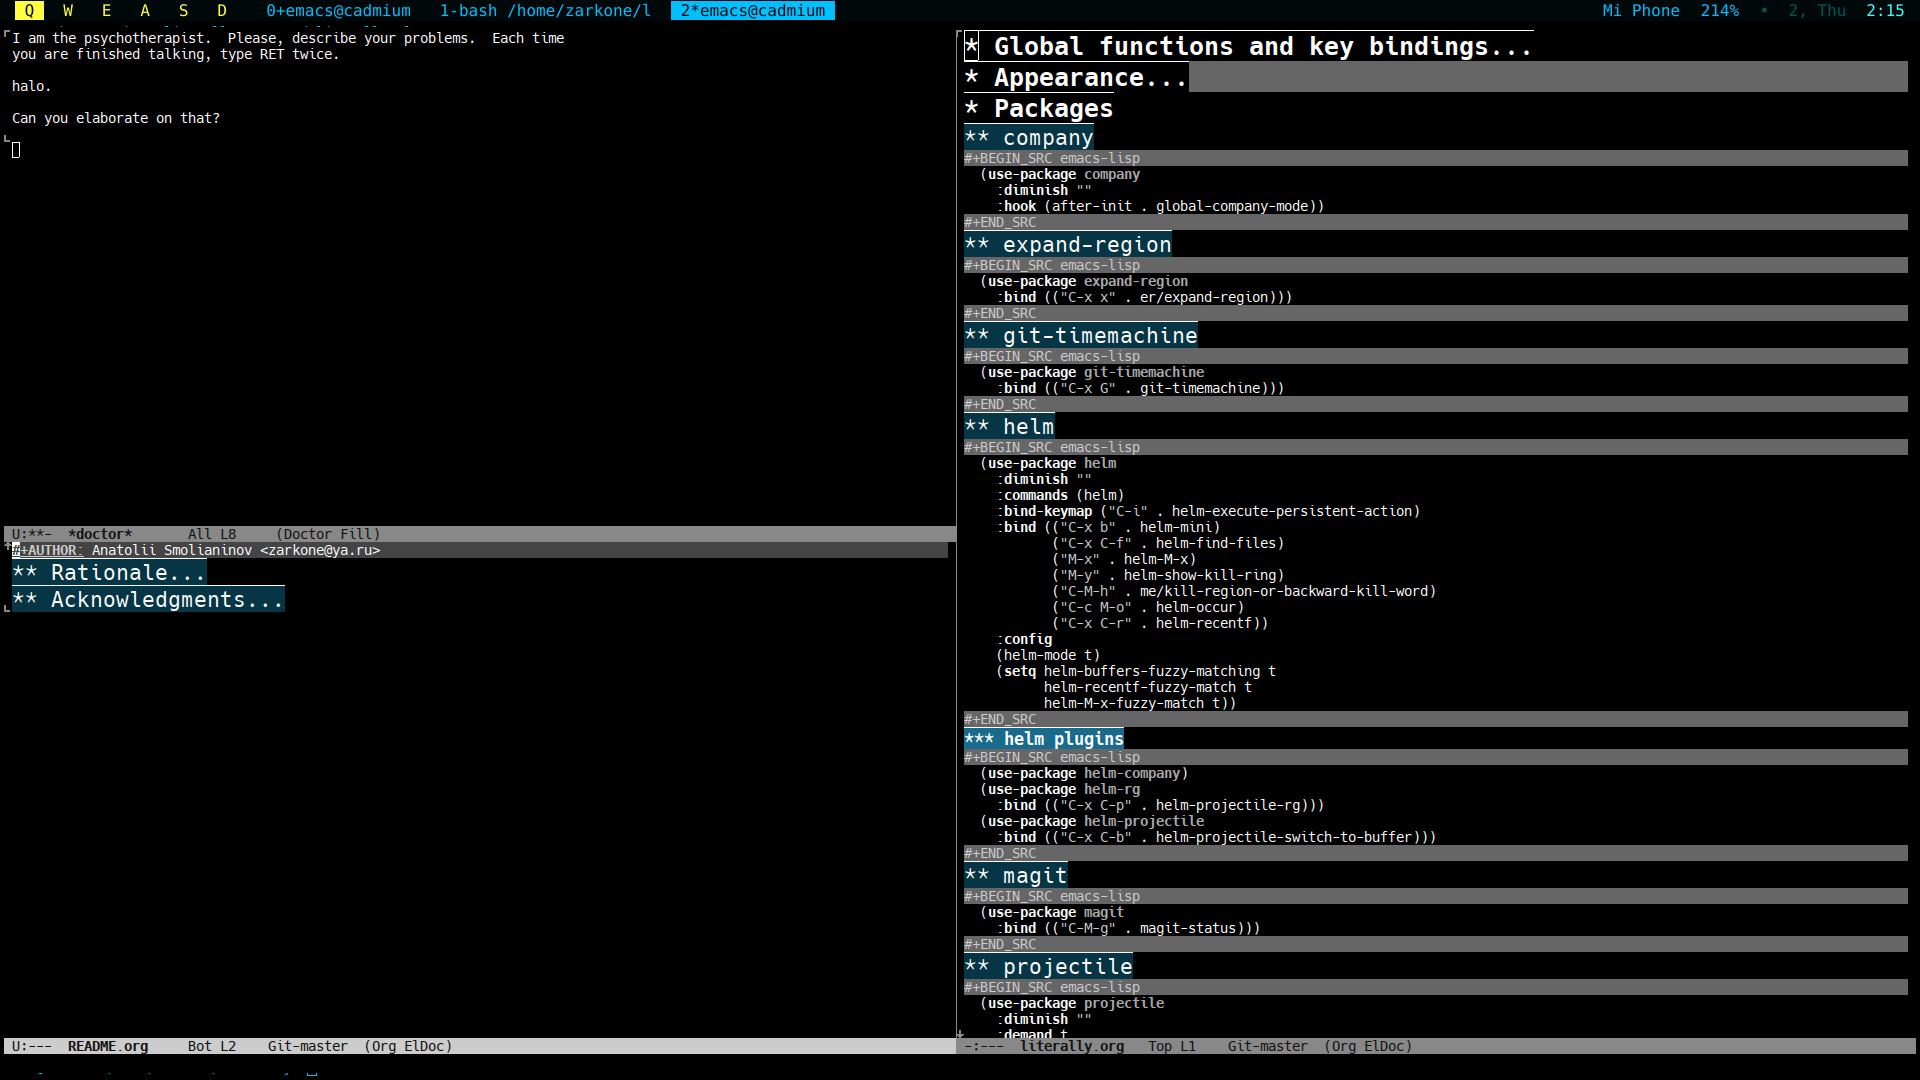 Q W E A S D 0+emacs@cadmium 1-bash /home/zarkone/l 2*emacs@cadmium Mi Phone 214% • 2, Thu 2:15
I am the psychotherapist.  Please, describe your problems.  Each time
you are finished talking, type RET twice.
halo.
Can you elaborate on that?
U:**-  *doctor*       All L8     (Doctor Fill)
#+AUTHOR: Anatolii Smolianinov <zarkone@ya.ru>
** Rationale...
** Acknowledgments...
U:---  README.org     Bot L2    Git-master  (Org ElDoc)
* Global functions and key bindings...
* Appearance...
* Packages
** company
#+BEGIN_SRC emacs-lisp
  (use-package company
    :diminish ""
    :hook (after-init . global-company-mode))
#+END_SRC
** expand-region
#+BEGIN_SRC emacs-lisp
  (use-package expand-region
    :bind (("C-x x" . er/expand-region)))
#+END_SRC
** git-timemachine
#+BEGIN_SRC emacs-lisp
  (use-package git-timemachine
    :bind (("C-x G" . git-timemachine)))
#+END_SRC
** helm
#+BEGIN_SRC emacs-lisp
  (use-package helm
    :diminish ""
    :commands (helm)
    :bind-keymap ("C-i" . helm-execute-persistent-action)
    :bind (("C-x b" . helm-mini)
           ("C-x C-f" . helm-find-files)
           ("M-x" . helm-M-x)
           ("M-y" . helm-show-kill-ring)
           ("C-M-h" . me/kill-region-or-backward-kill-word)
           ("C-c M-o" . helm-occur)
           ("C-x C-r" . helm-recentf))
    :config
    (helm-mode t)
    (setq helm-buffers-fuzzy-matching t
          helm-recentf-fuzzy-match t
          helm-M-x-fuzzy-match t))
#+END_SRC
*** helm plugins
#+BEGIN_SRC emacs-lisp
  (use-package helm-company)
  (use-package helm-rg
    :bind (("C-x C-p" . helm-projectile-rg)))
  (use-package helm-projectile
    :bind (("C-x C-b" . helm-projectile-switch-to-buffer)))
#+END_SRC
** magit
#+BEGIN_SRC emacs-lisp
  (use-package magit
    :bind (("C-M-g" . magit-status)))
#+END_SRC
** projectile
#+BEGIN_SRC emacs-lisp
  (use-package projectile
    :diminish ""
    :demand t
-:---  literally.org   Top L1    Git-master  (Org ElDoc)